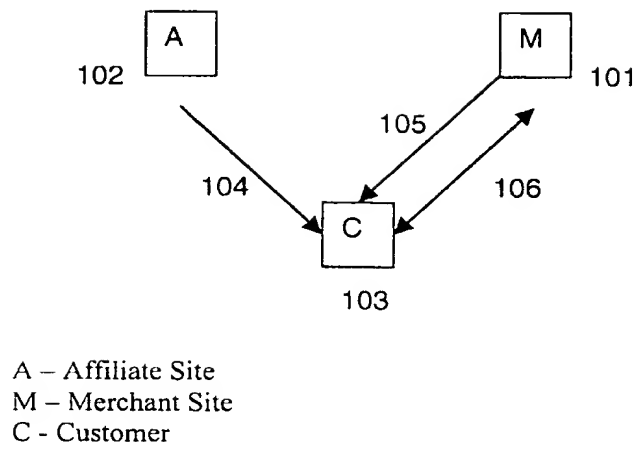 A
M
102
101
105
104
106
C
103
A – Affiliate Site
M – Merchant Site
C - Customer